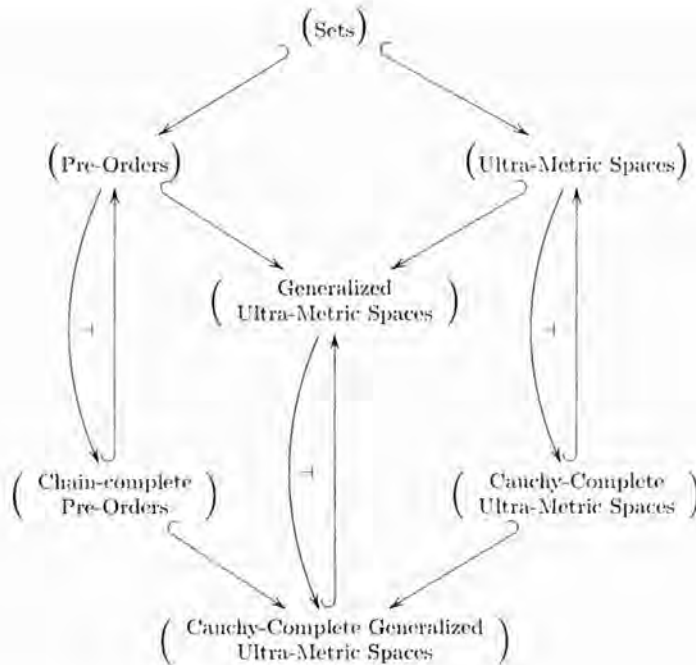 (Sets)
(Pre-Orders)
(Ultra-Metric Spaces)
(Generalized
Ultra-Metric Spaces)
⊥
⊥
⊥
(Chain-complete
Pre-Orders)
(Cauchy-Complete
Ultra-Metric Spaces)
(Cauchy-Complete Generalized
Ultra-Metric Spaces)